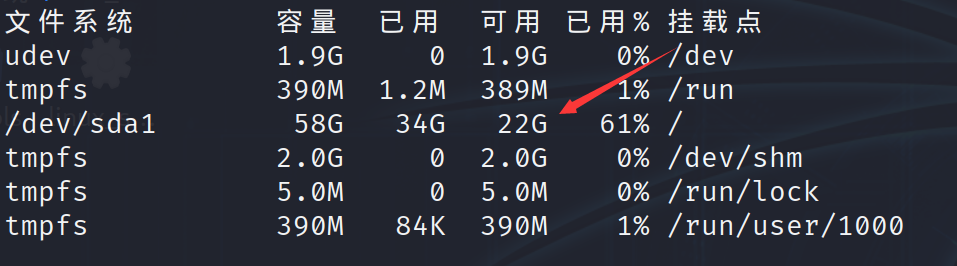 文件系统 容量 已用 可用 已用% 挂载点
udev 1.9G 0 1.9G 0% /dev
tmpfs 390M 1.2M 389M 1% /run
/dev/sda1 58G 34G 22G 61% /
tmpfs 2.0G 0 2.0G 0% /dev/shm
tmpfs 5.0M 0 5.0M 0% /run/lock
tmpfs 390M 84K 390M 1% /run/user/1000